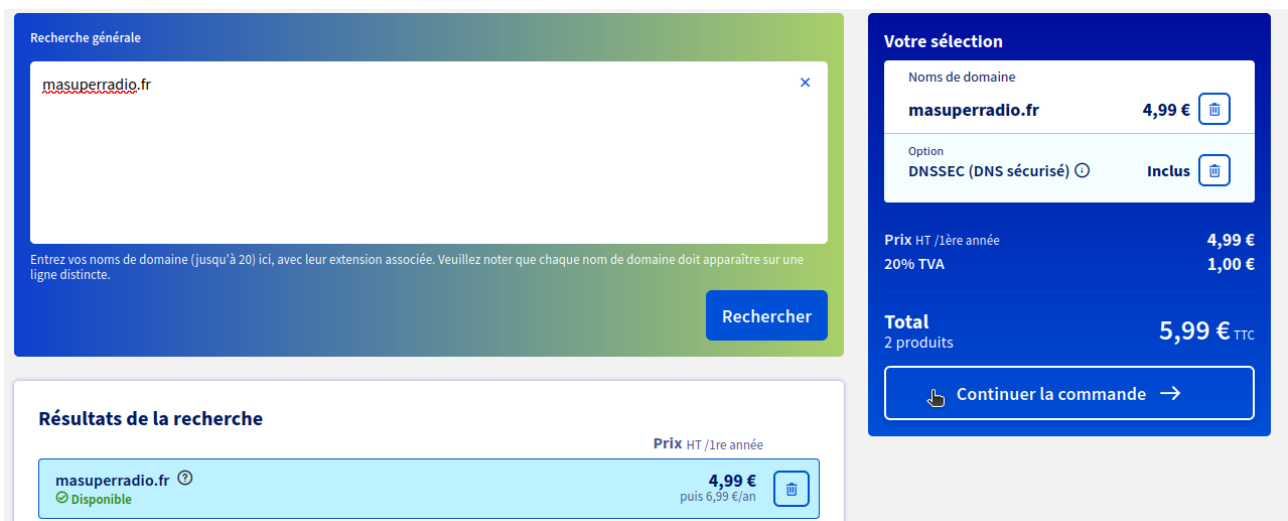 Recherche générale
masuperradio.fr
Entrez vos noms de domaine (jusqu'à 20) ici, avec leur extension associée. Veuillez noter que chaque nom de domaine doit apparaître sur une
ligne distincte.
Rechercher
Résultats de la recherche
Prix HT /1re année
masuperradio.fr
4,99 €
Disponible
puis 6,99 €/an
Votre sélection
Noms de domaine
masuperradio.fr 4,99 €
Option
DNSSEC (DNS sécurisé) Inclus
Prix HT /1ère année 4,99 €
20% TVA 1,00 €
Total
2 produits
5,99 € TTC
Continuer la commande →